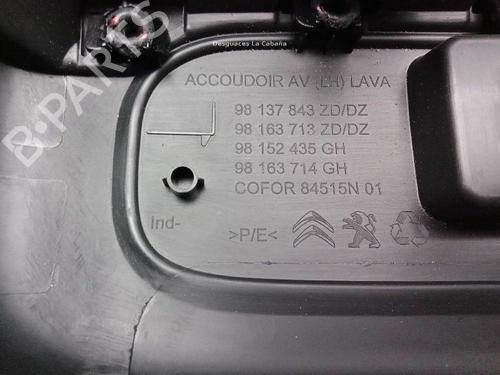 B-PARTS
Desguaces La Cabaña
ACCOUDOIR AV (LH) LAVA
98 137 843 ZD/DZ
98 163 713 ZD/DZ
98 152 435 GH
98 163 714 GH
COFOR 84515N 01
Ind-
>P/E<